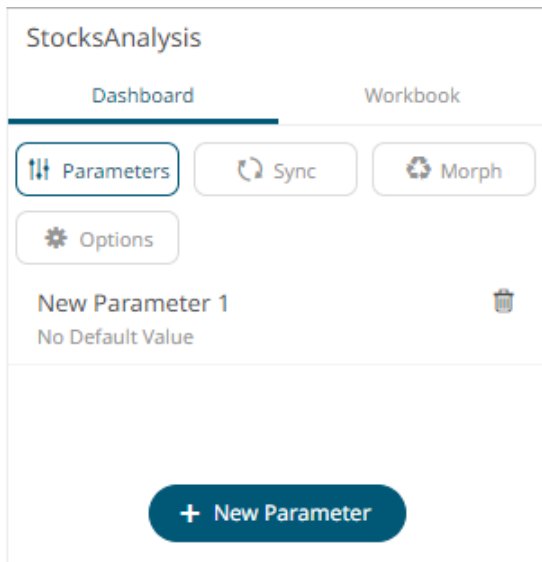 StocksAnalysis
Dashboard Workbook
Parameters Sync Morph
Options
New Parameter 1
No Default Value
+ New Parameter